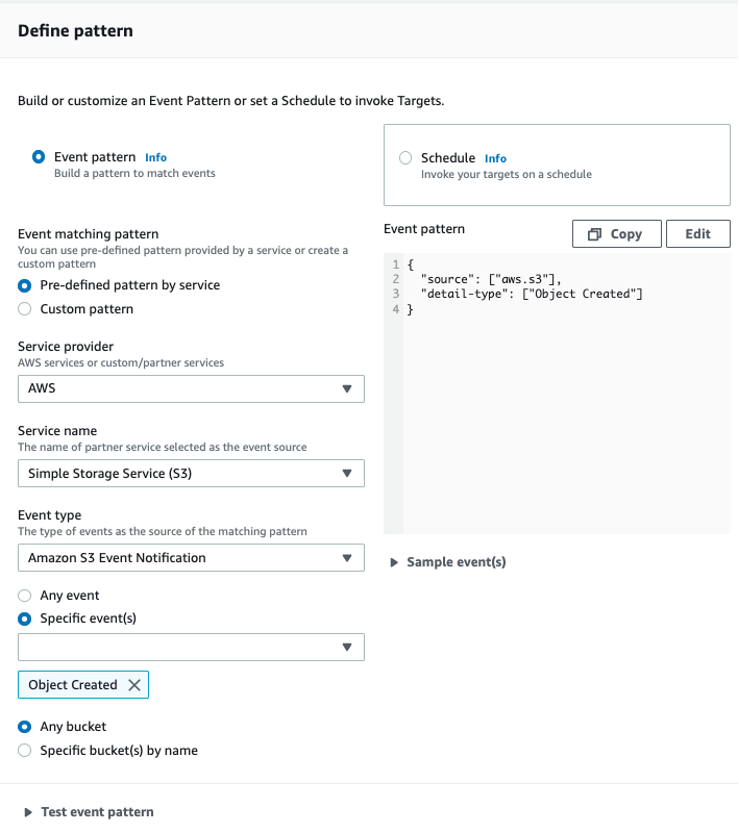 Define pattern
Build or customize an Event Pattern or set a Schedule to invoke Targets.
Event pattern Info
Build a pattern to match events
Schedule Info
Invoke your targets on a schedule
Event matching pattern
You can use pre-defined pattern provided by a service or create a
custom pattern
Pre-defined pattern by service
Custom pattern
Service provider
AWS services or custom/partner services
AWS
Service name
The name of partner service selected as the event source
Simple Storage Service (S3)
Event type
The type of events as the source of the matching pattern
Amazon S3 Event Notification
Any event
Specific event(s)
Object Created
Any bucket
Specific bucket(s) by name
Event pattern
Copy
Edit
1 {
2 "source": ["aws.s3"],
3 "detail-type": ["Object Created"]
4 }
Sample event(s)
Test event pattern